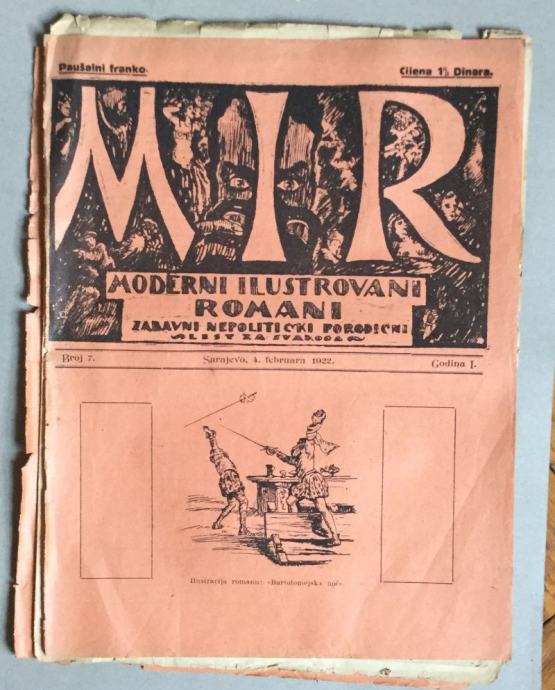 Paušalni franko.
Cijena 1½ Dinara.
MIR
MODERNI ILUSTROVANI
ROMANI
ZABAVNI NEPOLITIČKI PORODIČNI
LIST ZA SVAKOGA
Broj 7.
Sarajevo, 4. februara 1922.
Godina I.
Ilustracija romana: «Bartolomejska noć».